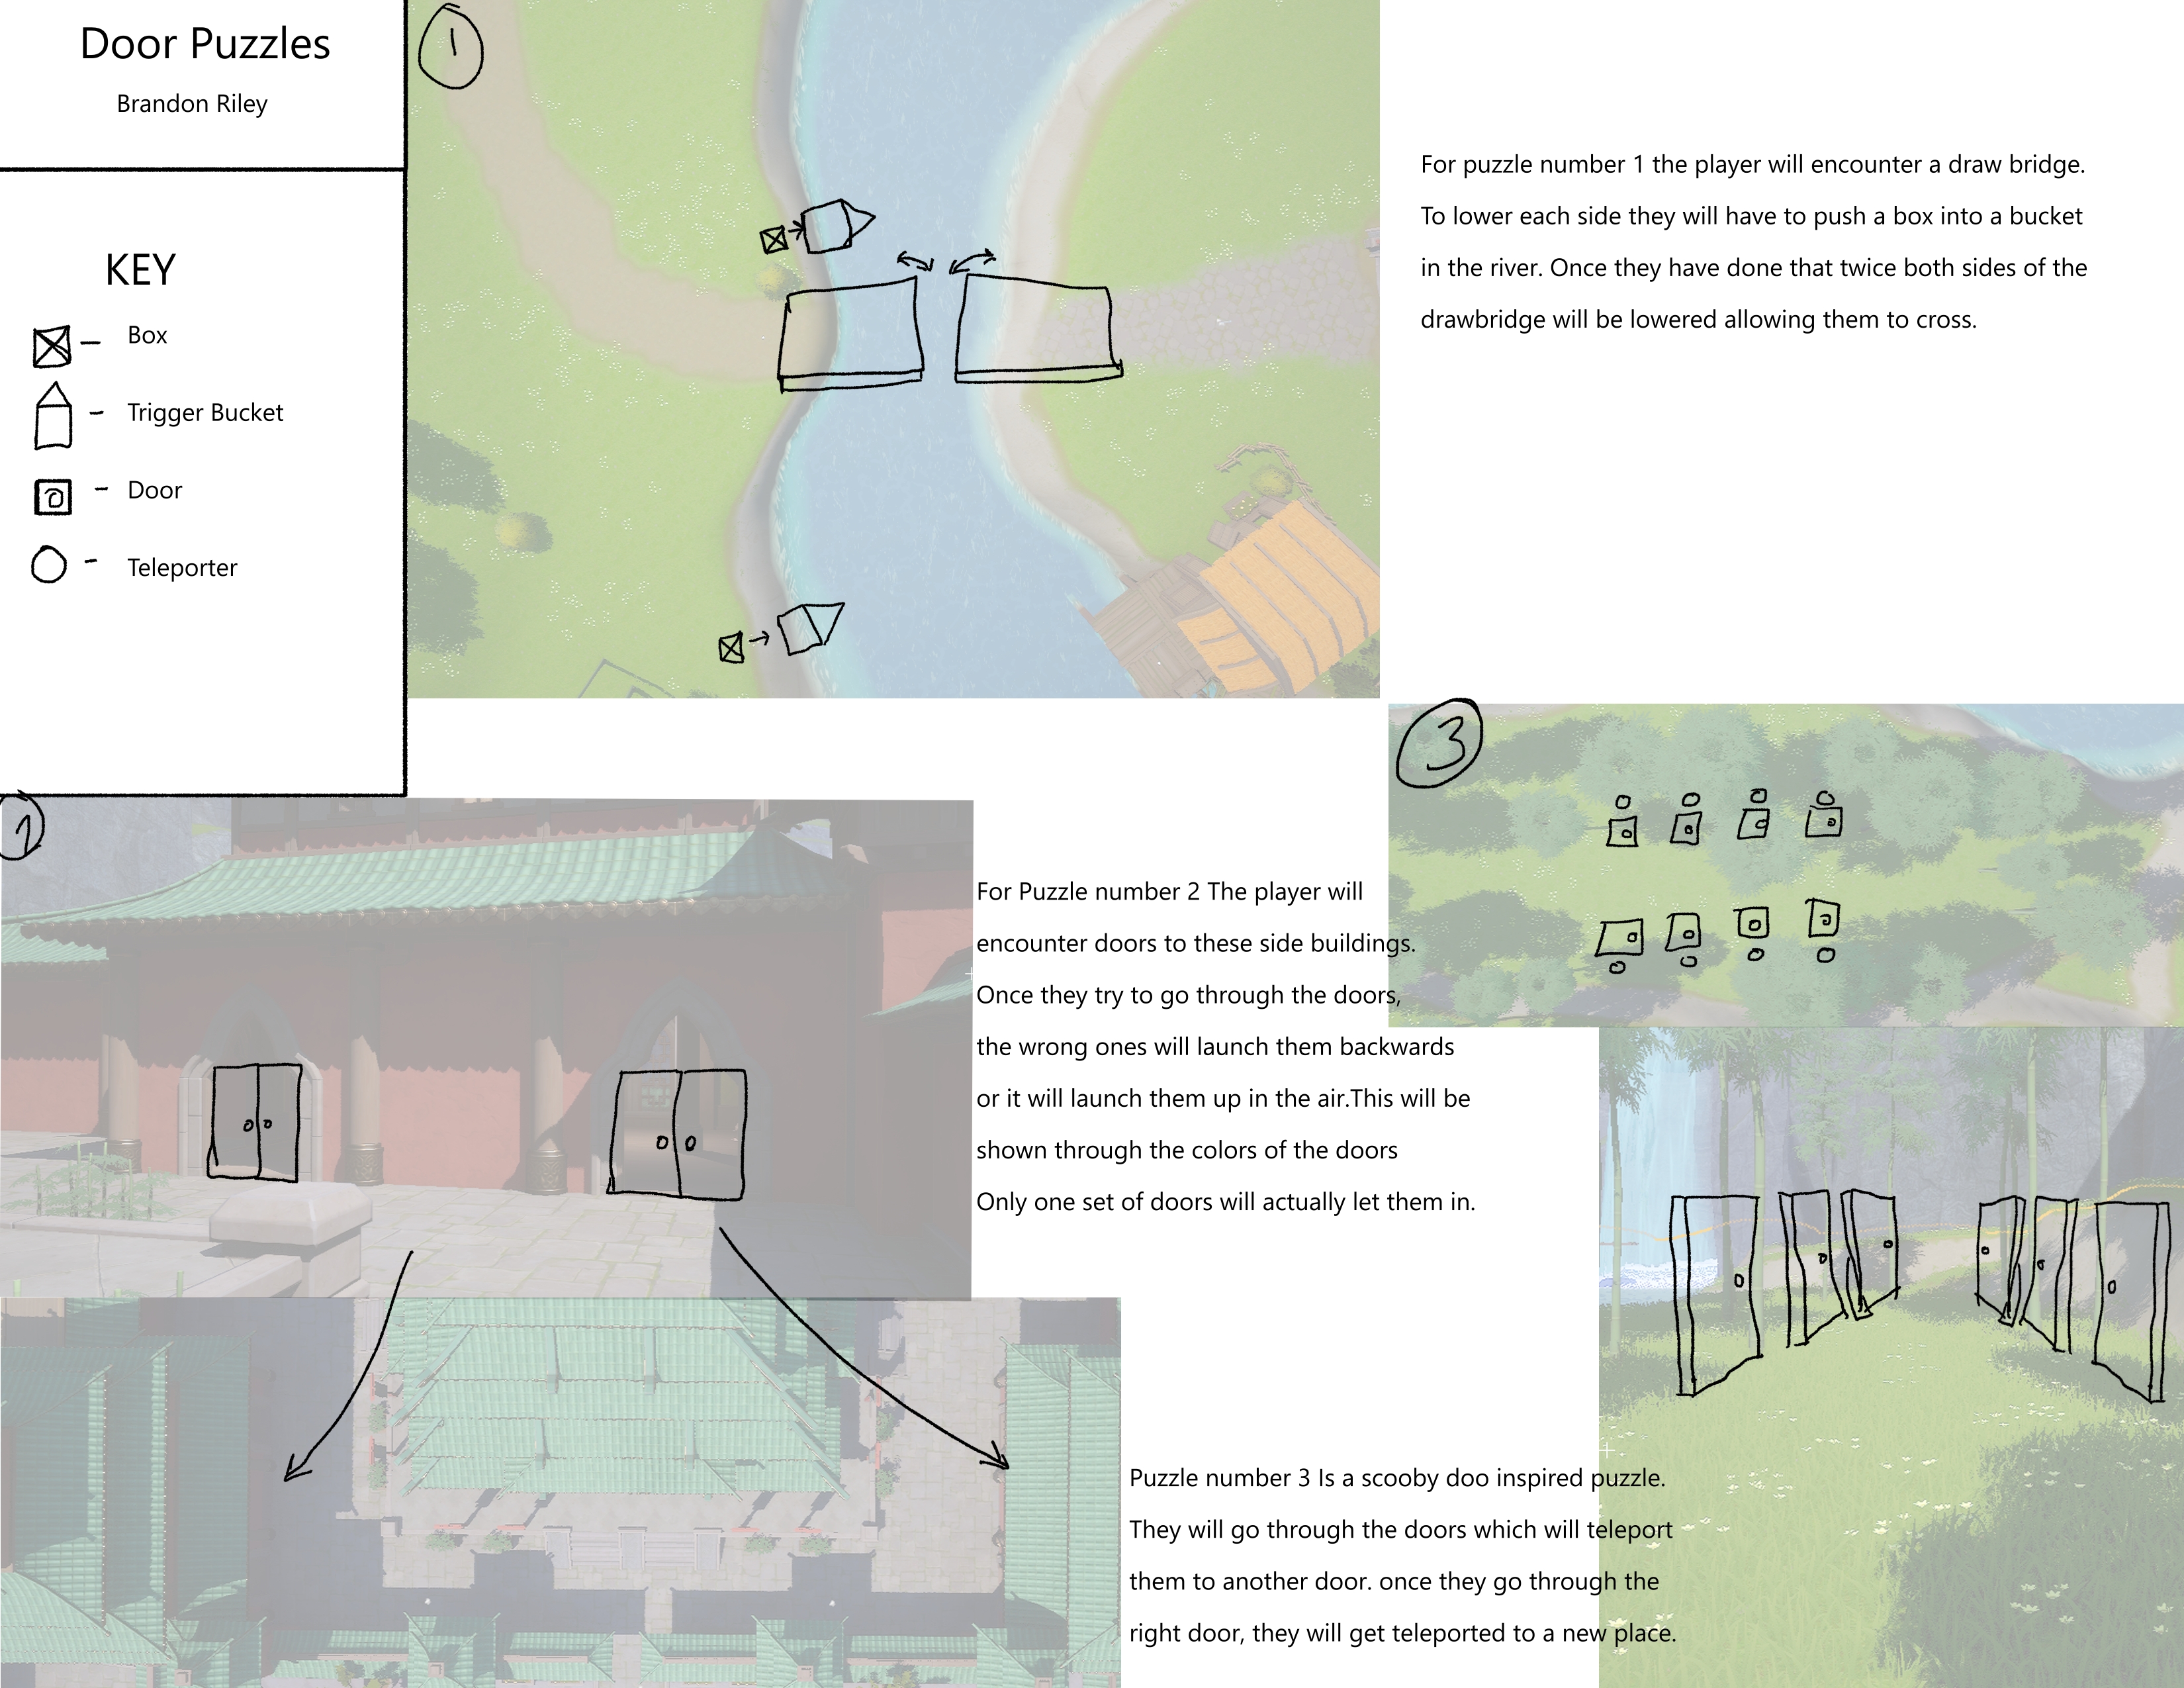 Door Puzzles
Brandon Riley
KEY
Box
Trigger Bucket
Door
Teleporter
1
For puzzle number 1 the player will encounter a draw bridge.
To lower each side they will have to push a box into a bucket
in the river. Once they have done that twice both sides of the
drawbridge will be lowered allowing them to cross.
2
For Puzzle number 2 The player will
encounter doors to these side buildings.
Once they try to go through the doors,
the wrong ones will launch them backwards
or it will launch them up in the air.This will be
shown through the colors of the doors
Only one set of doors will actually let them in.
3
Puzzle number 3 Is a scooby doo inspired puzzle.
They will go through the doors which will teleport
them to another door. once they go through the
right door, they will get teleported to a new place.